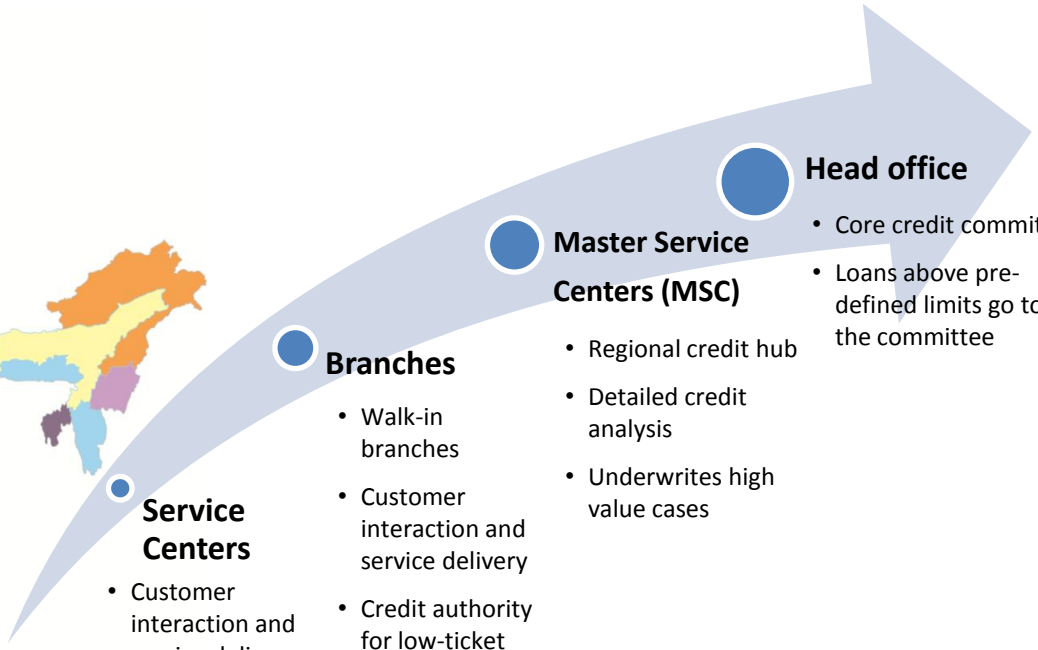 Service
Centers
• Customer
interaction and
Branches
• Walk-in
branches
• Customer
interaction and
service delivery
• Credit authority
for low-ticket
Master Service
Centers (MSC)
• Regional credit hub
• Detailed credit
analysis
• Underwrites high
value cases
Head office
• Core credit commit
• Loans above pre-
defined limits go to
the committee